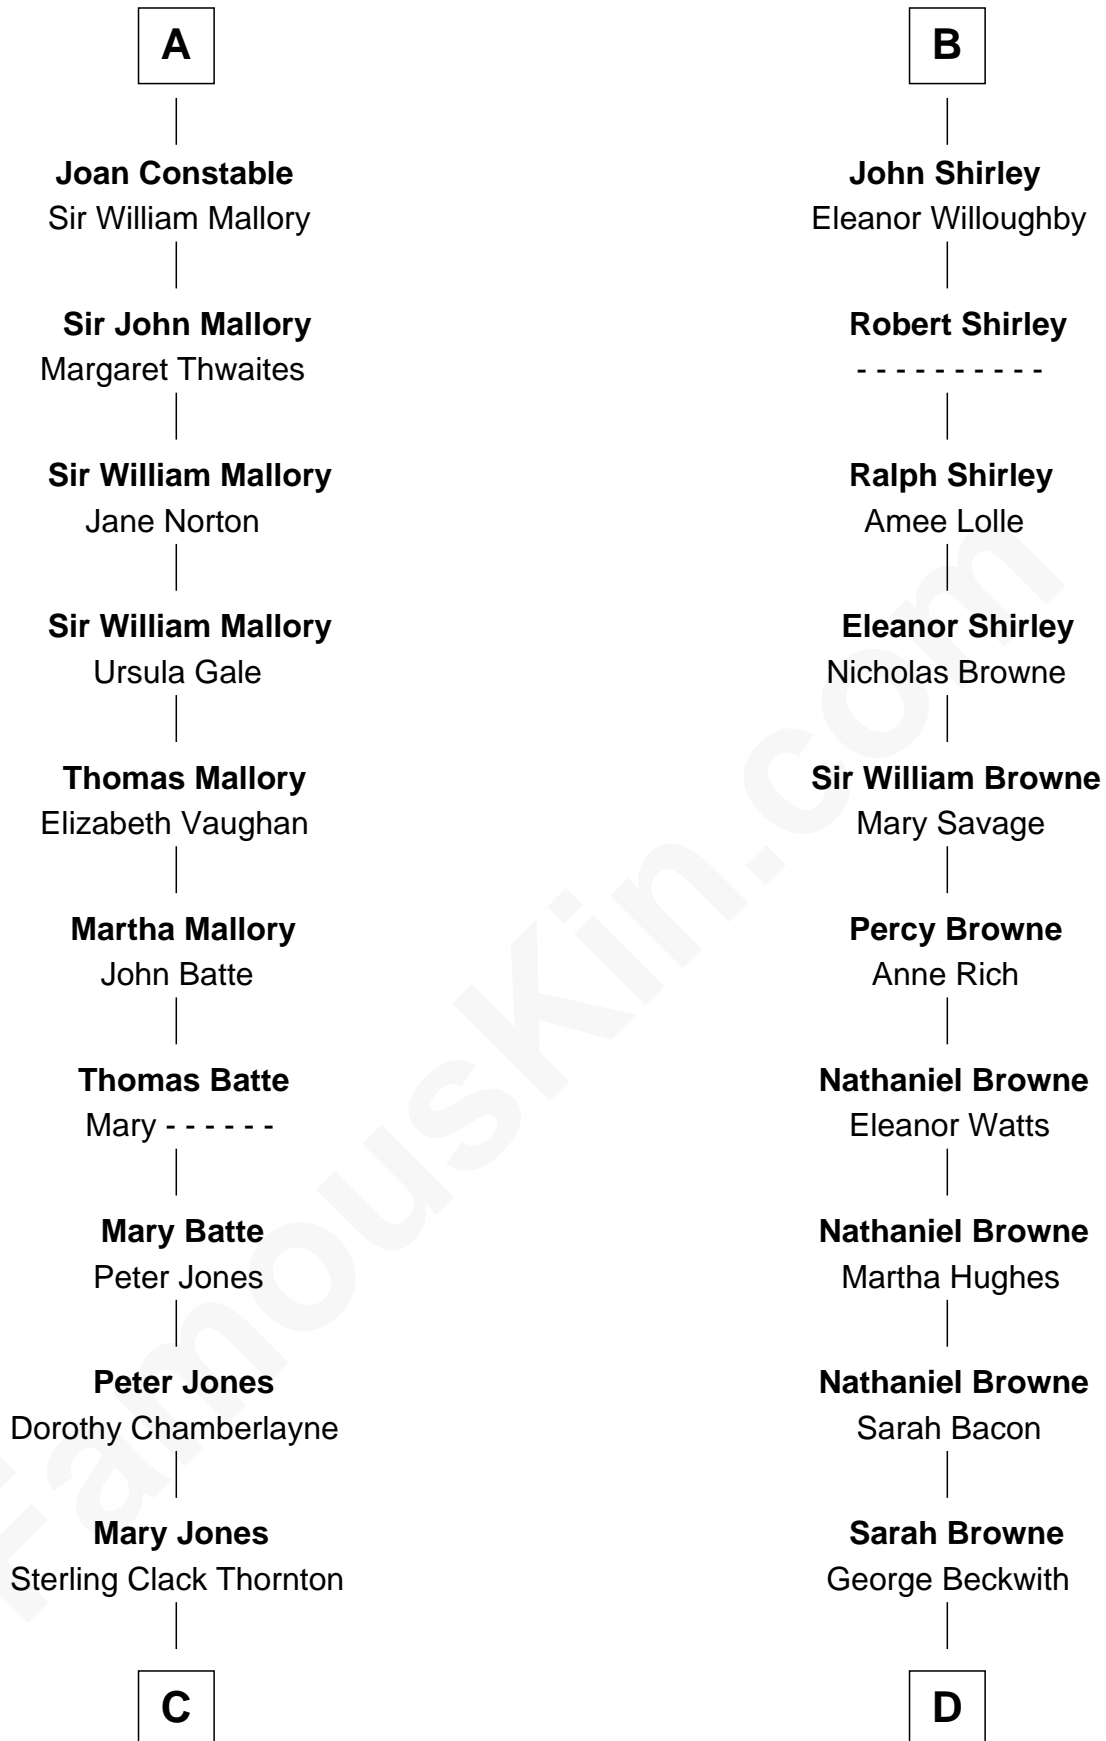 A
Joan Constable
Sir William Mallory
Sir John Mallory
Margaret Thwaites
Sir William Mallory
Jane Norton
Sir William Mallory
Ursula Gale
Thomas Mallory
Elizabeth Vaughan
Martha Mallory
John Batte
Thomas Batte
Mary - - - - - -
Mary Batte
Peter Jones
Peter Jones
Dorothy Chamberlayne
Mary Jones
Sterling Clack Thornton
C
B
John Shirley
Eleanor Willoughby
Robert Shirley
- - - - - - - - - -
Ralph Shirley
Amee Lolle
Eleanor Shirley
Nicholas Browne
Sir William Browne
Mary Savage
Percy Browne
Anne Rich
Nathaniel Browne
Eleanor Watts
Nathaniel Browne
Martha Hughes
Nathaniel Browne
Sarah Bacon
Sarah Browne
George Beckwith
D
FamousKin.com